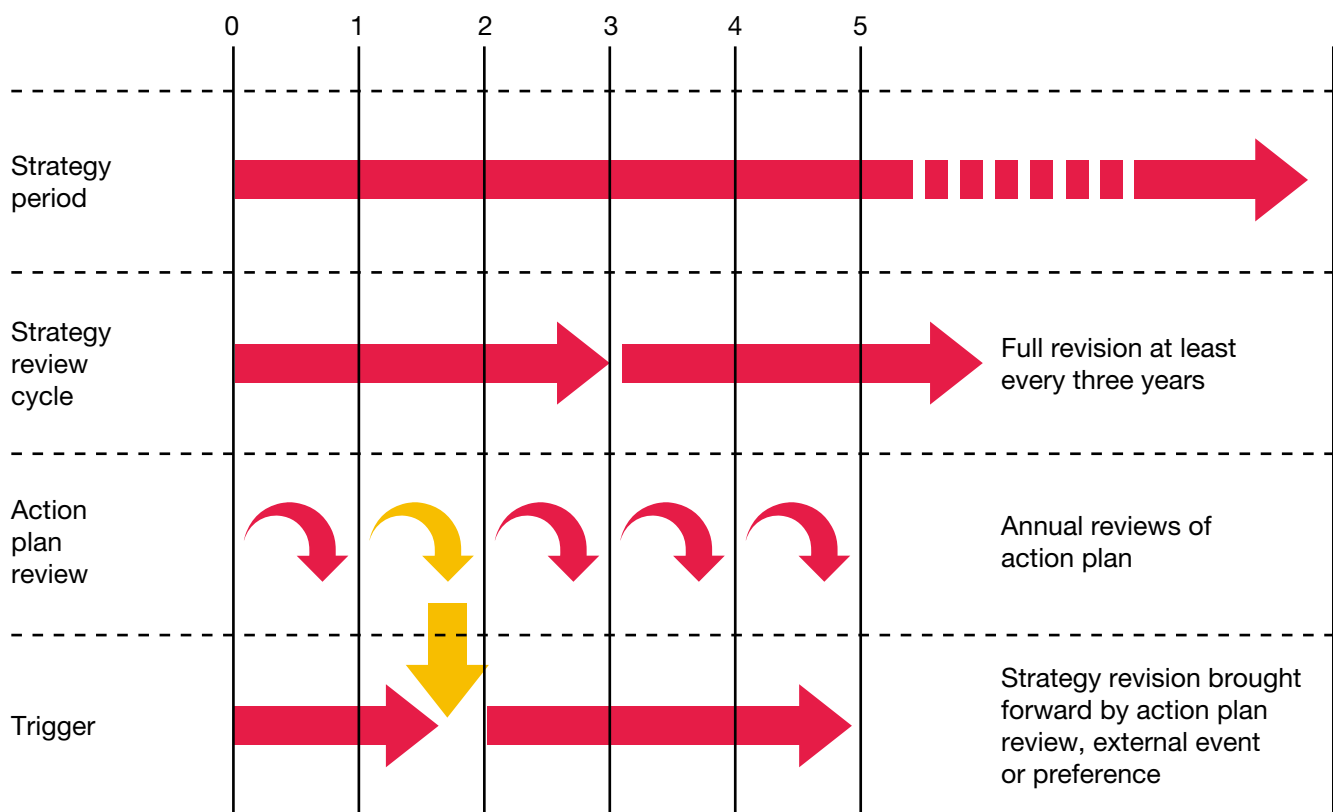 0 1 2 3 4 5
Strategy
period
Strategy
review
cycle
Full revision at least
every three years
Action
plan
review
Annual reviews of
action plan
Trigger
Strategy revision brought
forward by action plan
review, external event
or preference